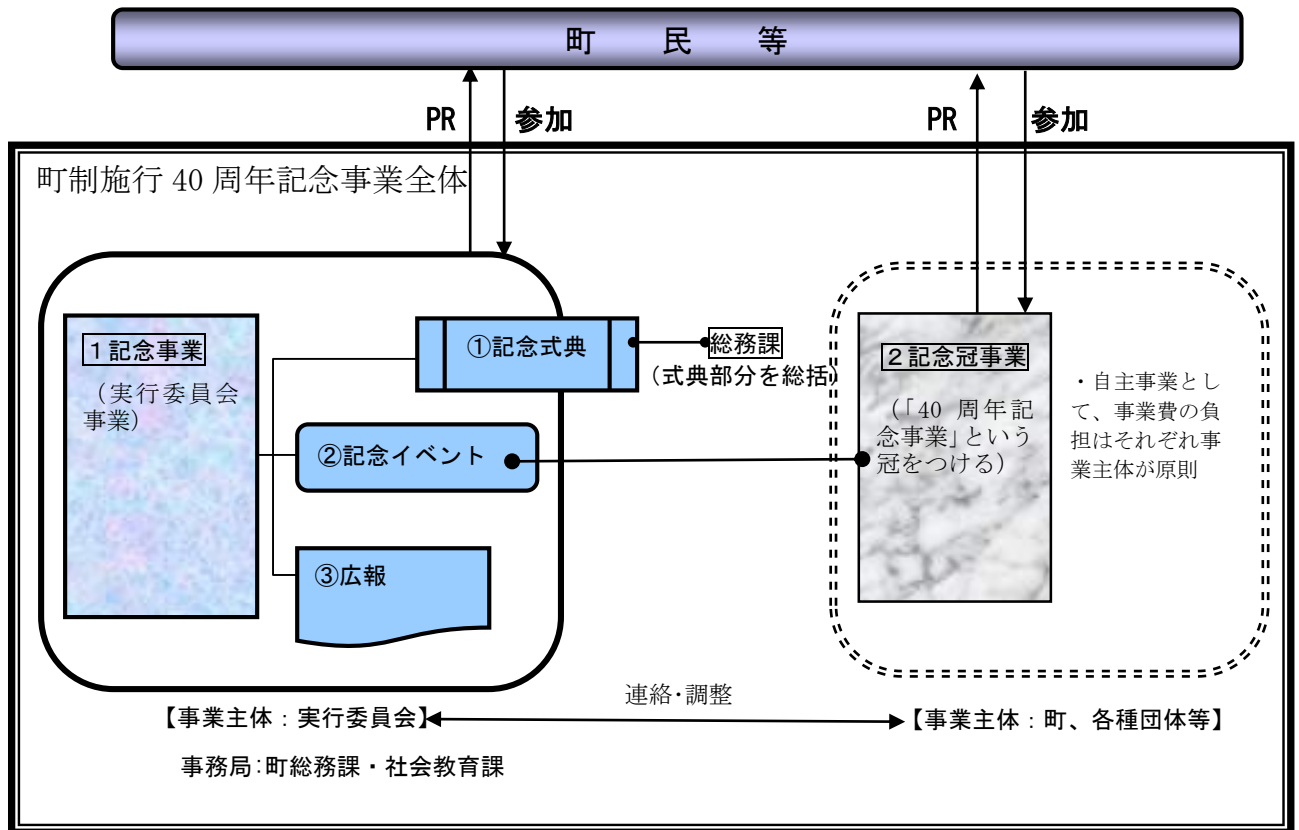 町　民　等
PR
参加
PR
参加
町制施行 40 周年記念事業全体
１記念事業
（実行委員会
事業）
①記念式典
総務課
（式典部分を総括）
②記念イベント
③広報
２記念冠事業
（「40 周年記
念事業」という
冠をつける）
・自主事業とし
て、事業費の負
担はそれぞれ事
業主体が原則
連絡・調整
【事業主体：実行委員会】
【事業主体：町、各種団体等】
事務局：町総務課・社会教育課